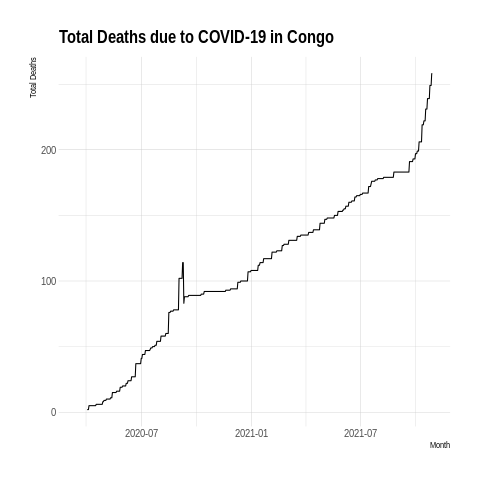 Total Deaths due to COVID-19 in Congo
Total Deaths
200
100
0
2020-07
2021-01
2021-07
Month